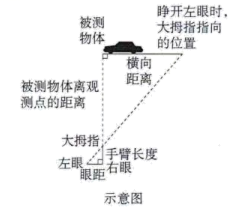 被测
物体
睁开左眼时,
大拇指指向
的位置
横向
距离
被测物体离观
测点的距离
大拇指
手臂长度
左眼
右眼
眼距
示意图